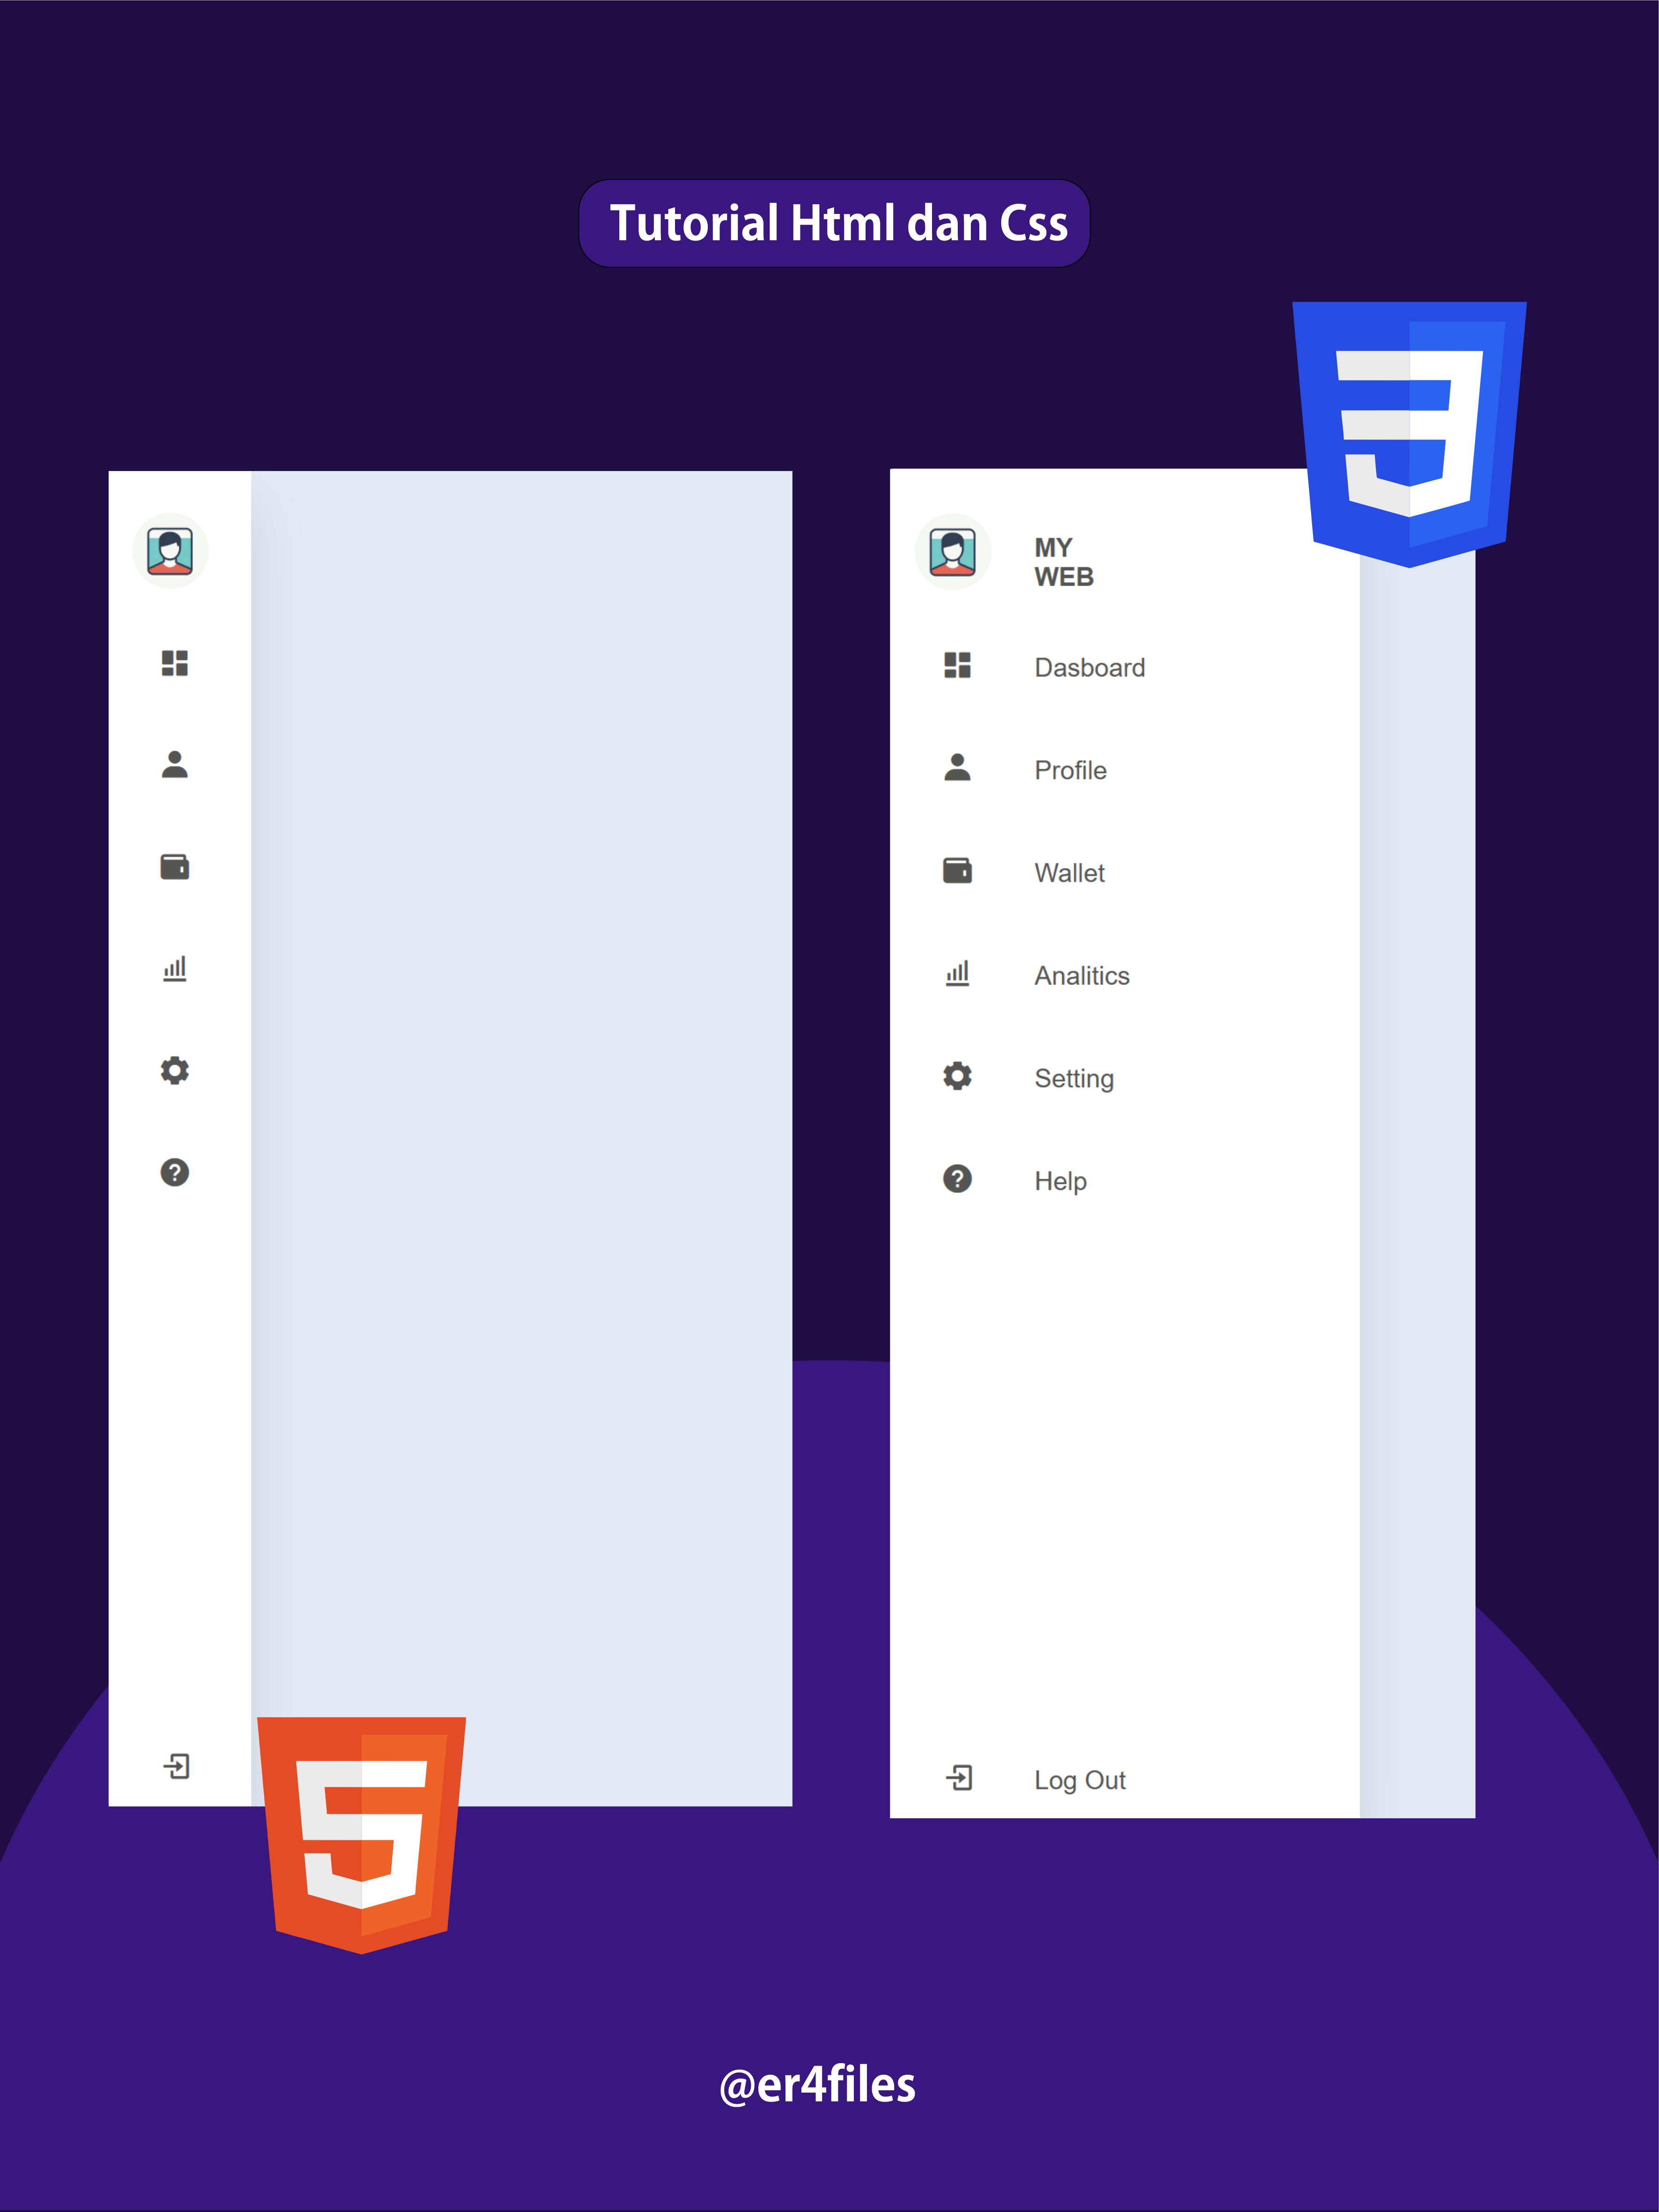 Tutorial Html dan Css
MY
WEB
Dasboard
Profile
Wallet
Analitics
Setting
Help
Log Out
@er4files